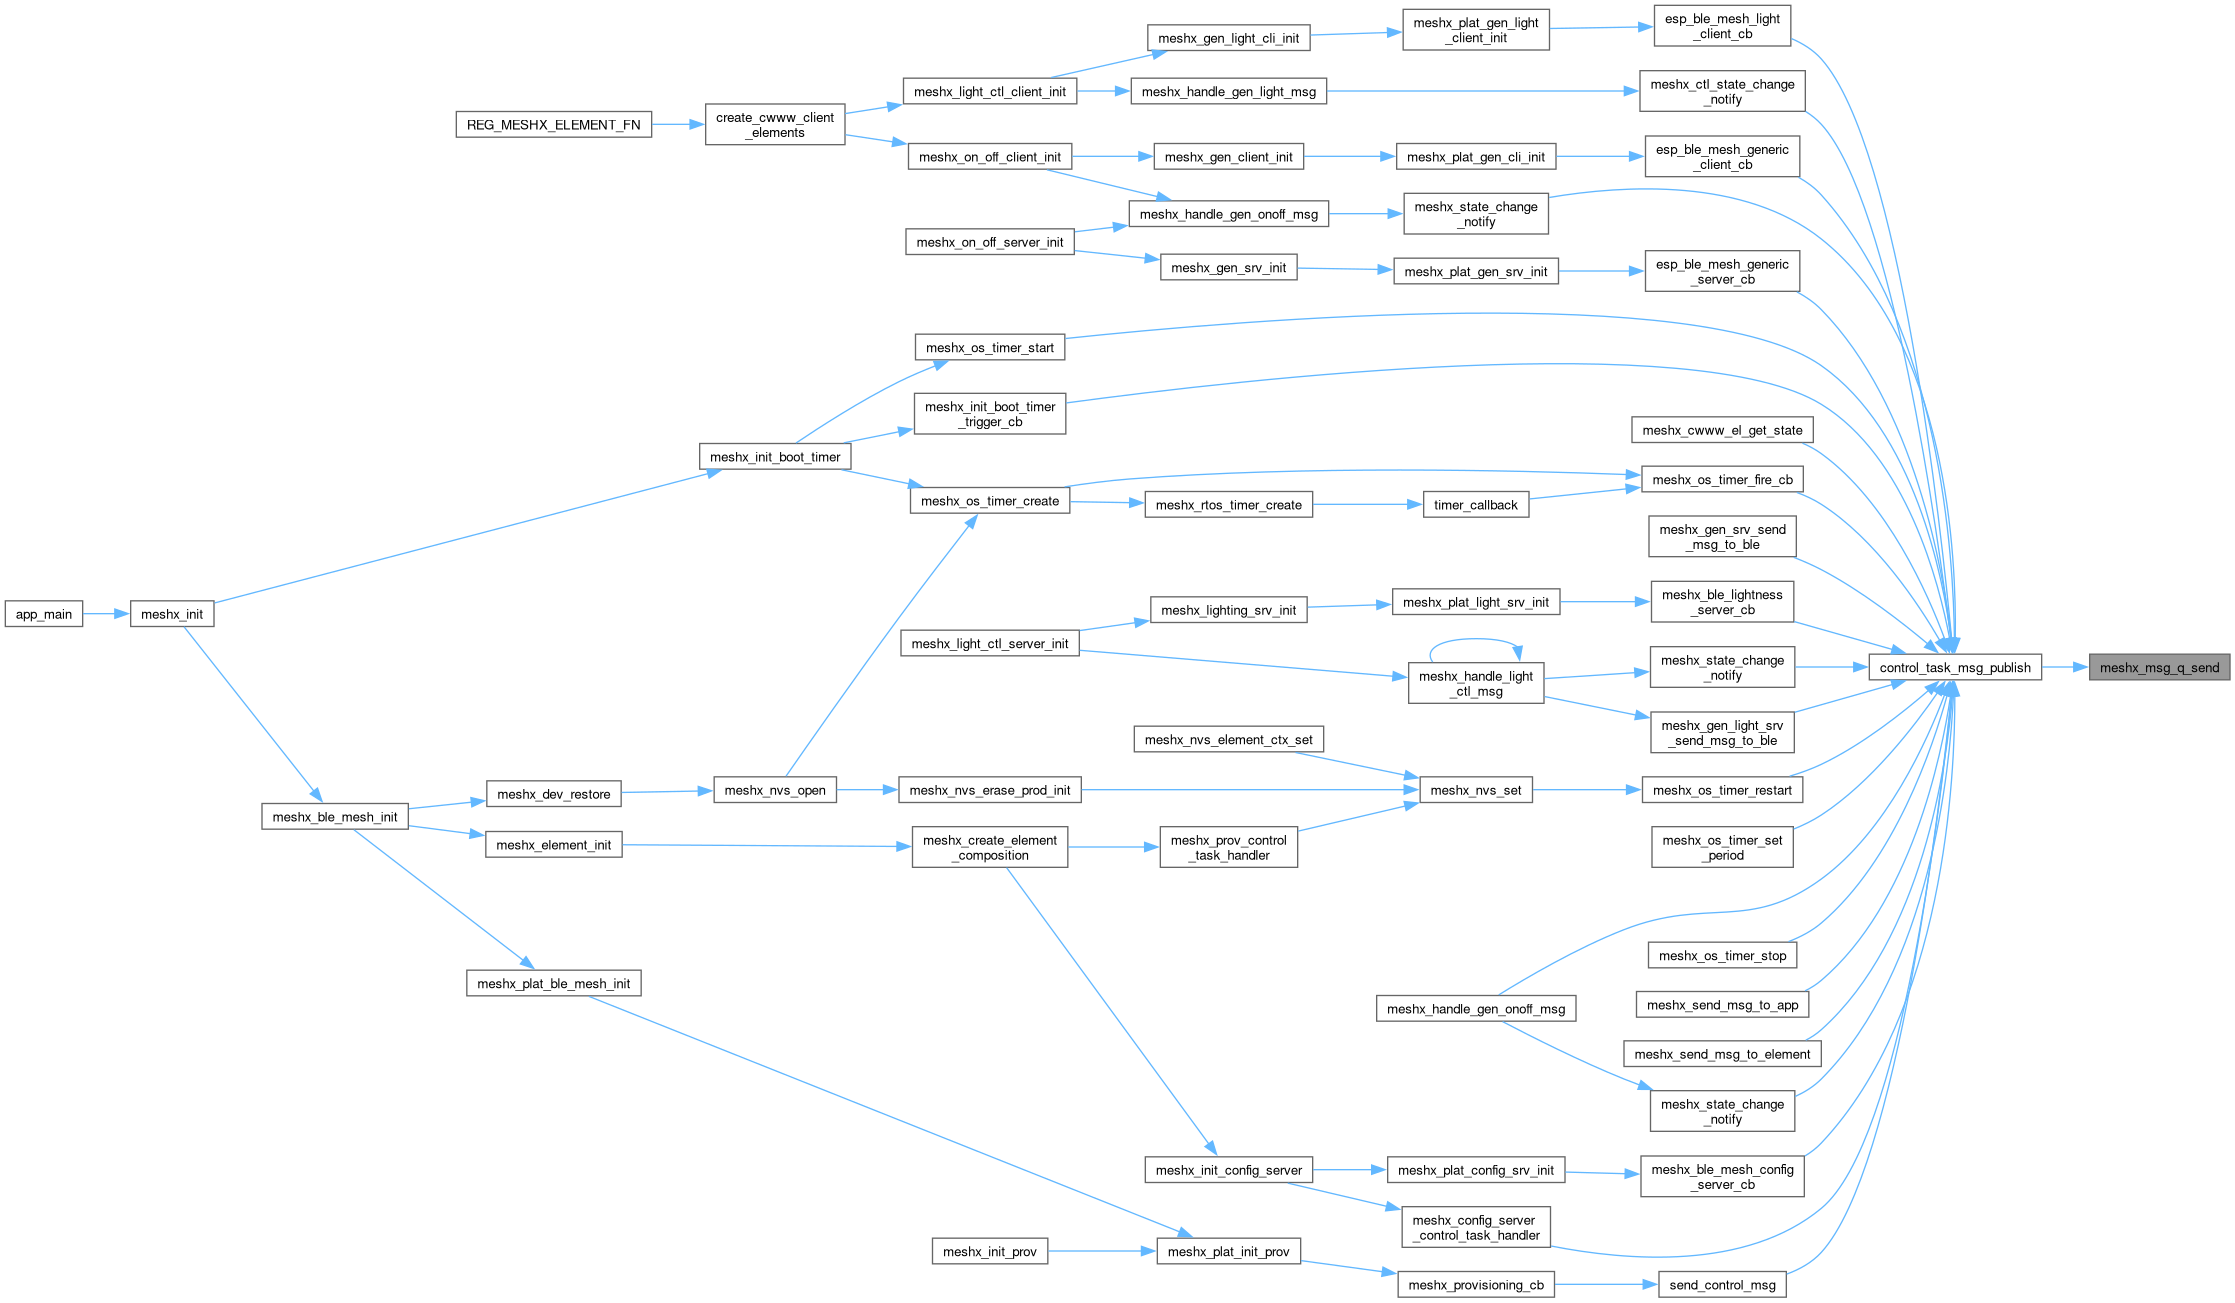 esp_ble_mesh_light
_client_cb
meshx_plat_gen_light
_client_init
meshx_gen_light_cli_init
meshx_ctl_state_change
_notify
meshx_handle_gen_light_msg
meshx_light_ctl_client_init
create_cwww_client
_elements
REG_MESHX_ELEMENT_FN
meshx_on_off_client_init
meshx_gen_client_init
meshx_plat_gen_cli_init
esp_ble_mesh_generic
_client_cb
meshx_handle_gen_onoff_msg
meshx_state_change
_notify
meshx_on_off_server_init
meshx_gen_srv_init
meshx_plat_gen_srv_init
esp_ble_mesh_generic
_server_cb
meshx_os_timer_start
meshx_init_boot_timer
_trigger_cb
meshx_cwww_el_get_state
meshx_init_boot_timer
meshx_os_timer_create
meshx_rtos_timer_create
timer_callback
meshx_os_timer_fire_cb
meshx_gen_srv_send
_msg_to_ble
app_main
meshx_init
meshx_lighting_srv_init
meshx_plat_light_srv_init
meshx_ble_lightness
_server_cb
meshx_light_ctl_server_init
meshx_handle_light
_ctl_msg
meshx_state_change
_notify
control_task_msg_publish
meshx_msg_q_send
meshx_gen_light_srv
_send_msg_to_ble
meshx_nvs_element_ctx_set
meshx_dev_restore
meshx_nvs_open
meshx_nvs_erase_prod_init
meshx_nvs_set
meshx_os_timer_restart
meshx_ble_mesh_init
meshx_element_init
meshx_create_element
_composition
meshx_prov_control
_task_handler
meshx_os_timer_set
_period
meshx_os_timer_stop
meshx_plat_ble_mesh_init
meshx_handle_gen_onoff_msg
meshx_send_msg_to_app
meshx_send_msg_to_element
meshx_state_change
_notify
meshx_init_config_server
meshx_plat_config_srv_init
meshx_ble_mesh_config
_server_cb
meshx_config_server
_control_task_handler
meshx_init_prov
meshx_plat_init_prov
meshx_provisioning_cb
send_control_msg